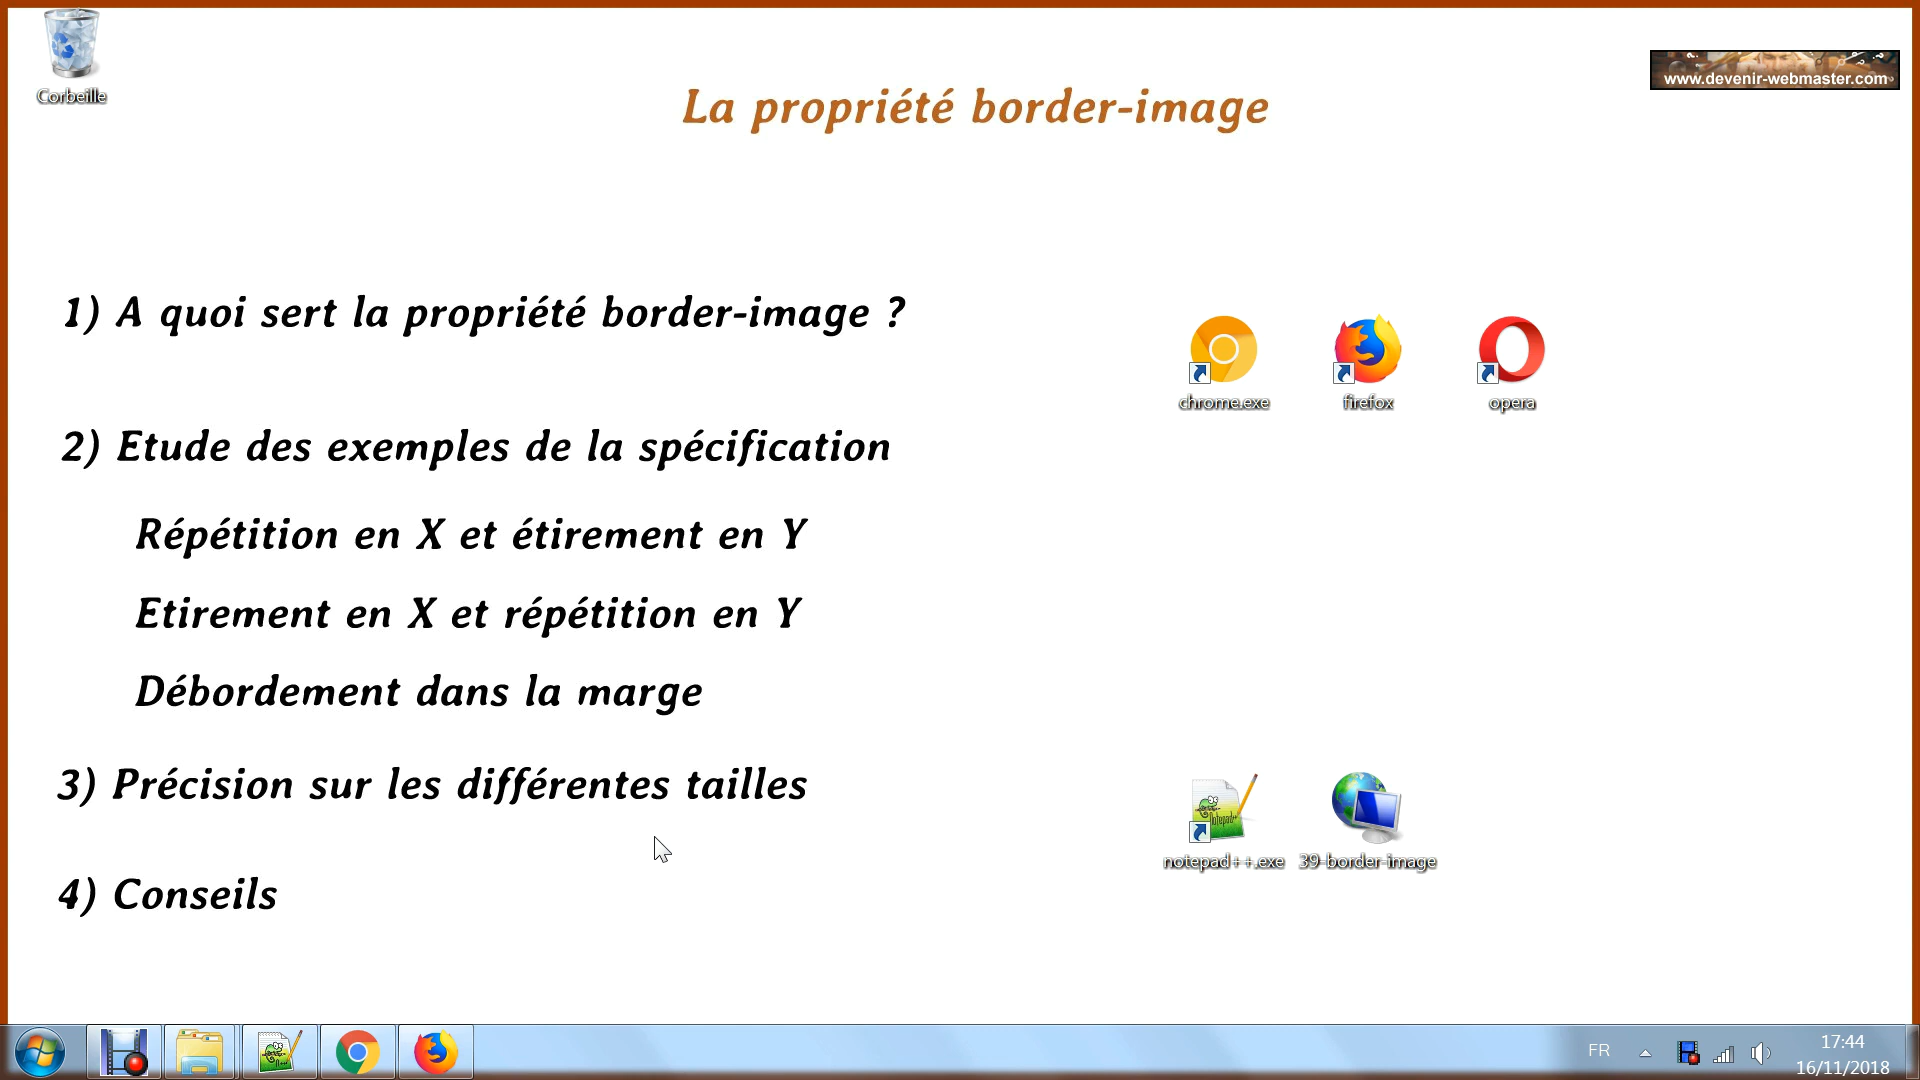 Corbeille
www.devenir-webmaster.com
La propriété border-image
1) A quoi sert la propriété border-image ?
chrome.exe
firefox
opera
2) Etude des exemples de la spécification
Répétition en X et étirement en Y
Etirement en X et répétition en Y
Débordement dans la marge
3) Précision sur les différentes tailles
notepad++.exe
39-border-image
4) Conseils
FR
17:44
16/11/2018